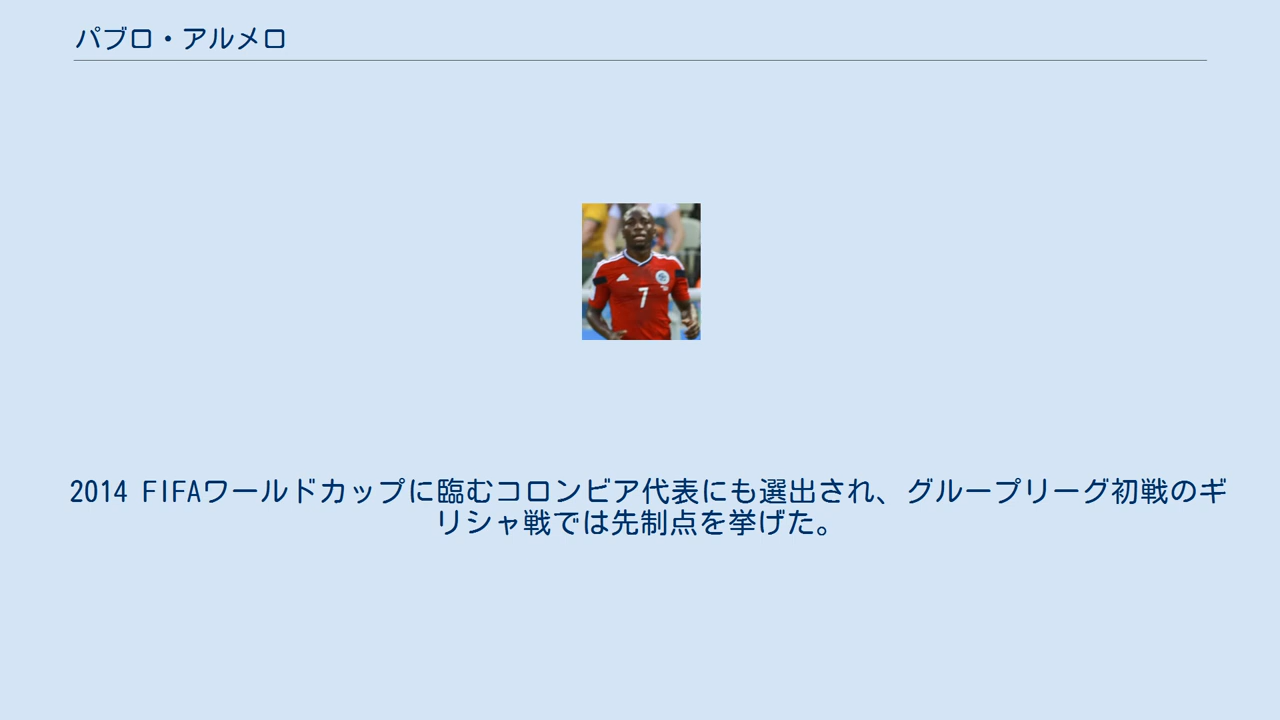 パブロ・アルメロ
7
2014 FIFAワールドカップに臨むコロンビア代表にも選出され、グループリーグ初戦のギ
リシャ戦では先制点を挙げた。